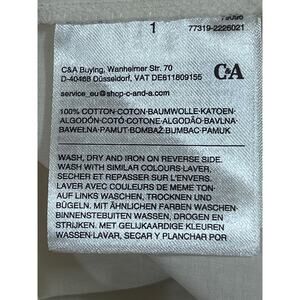 1
77319-2226021
C&A Buying, Wanheimer Str. 70
D-40468 Düsseldorf, VAT DE811809155
C&A
service_eu@shop-c-and-a.com
100% COTTON-COTON-BAUMWOLLE-KATOEN-
ALGODÓN-COTÓ-COTONE-ALGODÃO-BAVLNA-
BAWEŁNA-PAMUT-BOMBAŽ-BUMBAC-PAMUK
WASH, DRY AND IRON ON REVERSE SIDE.
WASH WITH SIMILAR COLOURS-LAVER,
SECHER ET REPASSER SUR L'ENVERS.
LAVER AVEC COULEURS DE MEME TON-
AUF LINKS WASCHEN, TROCKNEN UND
BÜGELN. MIT ÄHNLICHEN FARBEN WASCHEN-
BINNENSTEBUITEN WASSEN, DROGEN EN
STRIJKEN. MET GELIJKAARDIGE KLEUREN
WASSEN-LAVAR, SECAR Y PLANCHAR POR